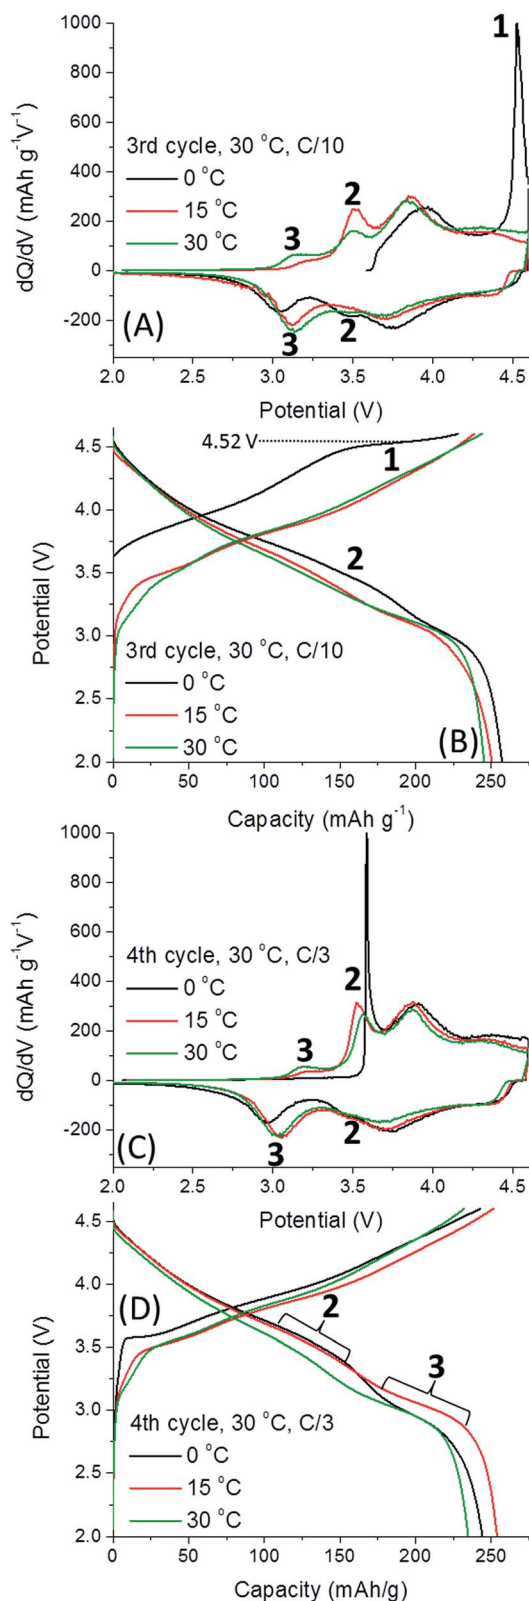 1000
800
600
400
200
0
-200
dQ/dV (mAh g⁻¹V⁻¹)
1
3rd cycle, 30 °C, C/10
0 °C
15 °C
30 °C
2
3
(A)
3
2
2.0 2.5 3.0 3.5 4.0 4.5
Potential (V)
4.5
4.0
3.5
3.0
2.5
2.0
Potential (V)
4.52 V
1
2
3rd cycle, 30 °C, C/10
0 °C
15 °C
30 °C
(B)
0 50 100 150 200 250
Capacity (mAh g⁻¹)
1000
800
600
400
200
0
-200
dQ/dV (mAh g⁻¹V⁻¹)
4th cycle, 30 °C, C/3
0 °C
15 °C
30 °C
2
3
(C)
3
2
2.0 2.5 3.0 3.5 4.0 4.5
Potential (V)
4.5
4.0
3.5
3.0
2.5
2.0
Potential (V)
(D)
2
3
4th cycle, 30 °C, C/3
0 °C
15 °C
30 °C
0 50 100 150 200 250
Capacity (mAh/g)